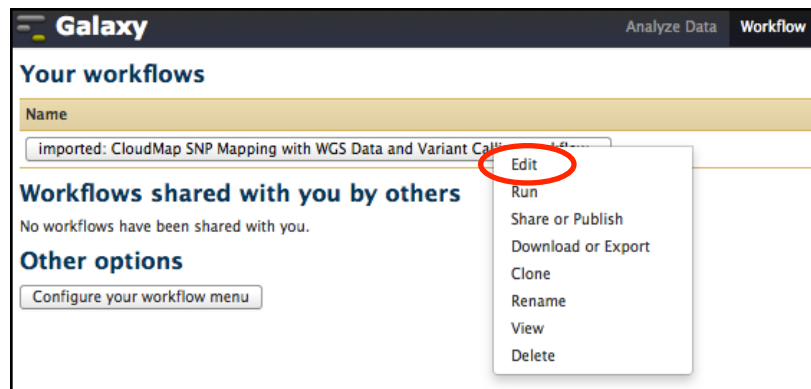 Galaxy
Analyze Data Workflow
Your workflows
Name
imported: CloudMap SNP Mapping with WGS Data and Variant
Edit
Run
Share or Publish
Download or Export
Clone
Rename
View
Delete
Workflows shared with you by others
No workflows have been shared with you.
Other options
Configure your workflow menu